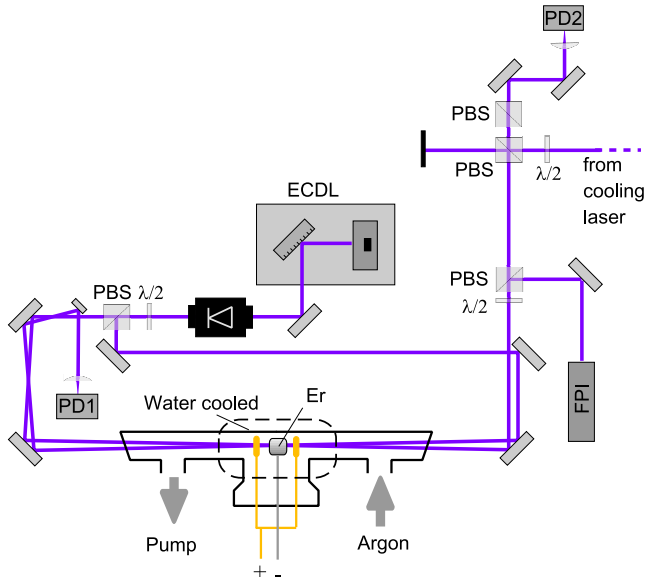 PD2
PBS
PBS
λ/2
from
cooling
laser
ECDL
PBS
λ/2
PBS
λ/2
PD1
FPI
Water cooled
Er
Pump
Argon
+ -